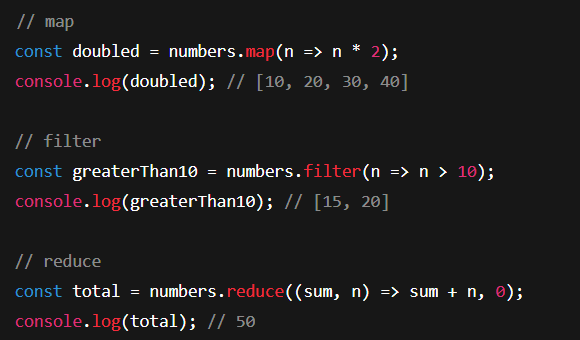 // map
const doubled = numbers.map(n => n * 2);
console.log(doubled); // [10, 20, 30, 40]
// filter
const greaterThan10 = numbers.filter(n => n > 10);
console.log(greaterThan10); // [15, 20]
// reduce
const total = numbers.reduce((sum, n) => sum + n, 0);
console.log(total); // 50